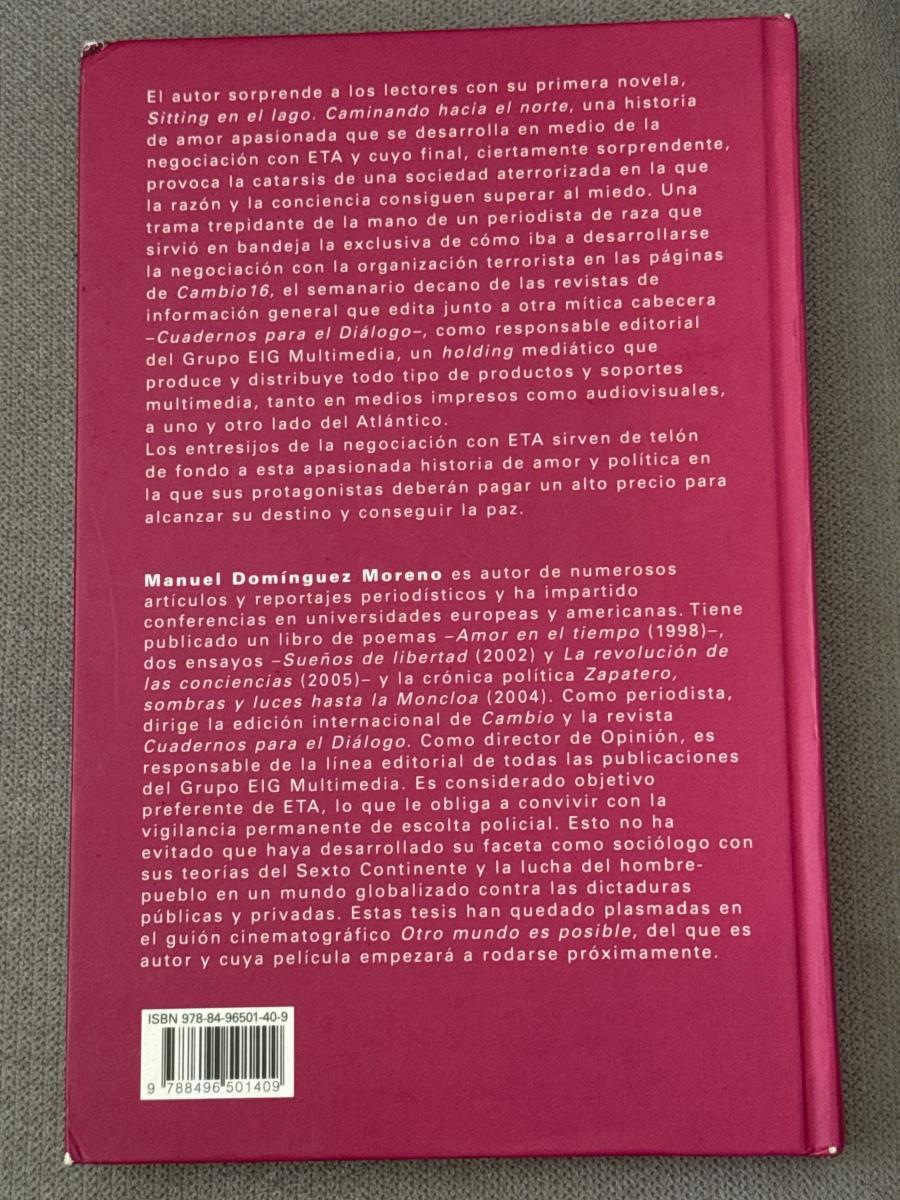 El autor sorprende a los lectores con su primera novela,
Sitting en el lago. Caminando hacia el norte, una historia
de amor apasionada que se desarrolla en medio de la
negociación con ETA y cuyo final, ciertamente sorprendente,
provoca la catarsis de una sociedad aterrorizada en la que
la razón y la conciencia consiguen superar al miedo. Una
trama trepidante de la mano de un periodista de raza que
sirvió en bandeja la exclusiva de cómo iba a desarrollarse
la negociación con la organización terrorista en las páginas
de Cambio16, el semanario decano de las revistas de
información general que edita junto a otra mítica cabecera
–Cuadernos para el Diálogo–, como responsable editorial
del Grupo EIG Multimedia, un holding mediático que
produce y distribuye todo tipo de productos y soportes
multimedia, tanto en medios impresos como audiovisuales,
a uno y otro lado del Atlántico.
Los entresijos de la negociación con ETA sirven de telón
de fondo a esta apasionada historia de amor y política en
la que sus protagonistas deberán pagar un alto precio para
alcanzar su destino y conseguir la paz.
Manuel Domínguez Moreno es autor de numerosos
artículos y reportajes periodísticos y ha impartido
conferencias en universidades europeas y americanas. Tiene
publicado un libro de poemas –Amor en el tiempo (1998)–,
dos ensayos –Sueños de libertad (2002) y La revolución de
las conciencias (2005)– y la crónica política Zapatero,
sombras y luces hasta la Moncloa (2004). Como periodista,
dirige la edición internacional de Cambio y la revista
Cuadernos para el Diálogo. Como director de Opinión, es
responsable de la línea editorial de todas las publicaciones
del Grupo EIG Multimedia. Es considerado objetivo
preferente de ETA, lo que le obliga a convivir con la
vigilancia permanente de escolta policial. Esto no ha
evitado que haya desarrollado su faceta como sociólogo con
sus teorías del Sexto Continente y la lucha del hombre-
pueblo en un mundo globalizado contra las dictaduras
públicas y privadas. Estas tesis han quedado plasmadas en
el guión cinematográfico Otro mundo es posible, del que es
autor y cuya película empezará a rodarse próximamente.
ISBN 978-84-96501-40-9
9 788496 501409